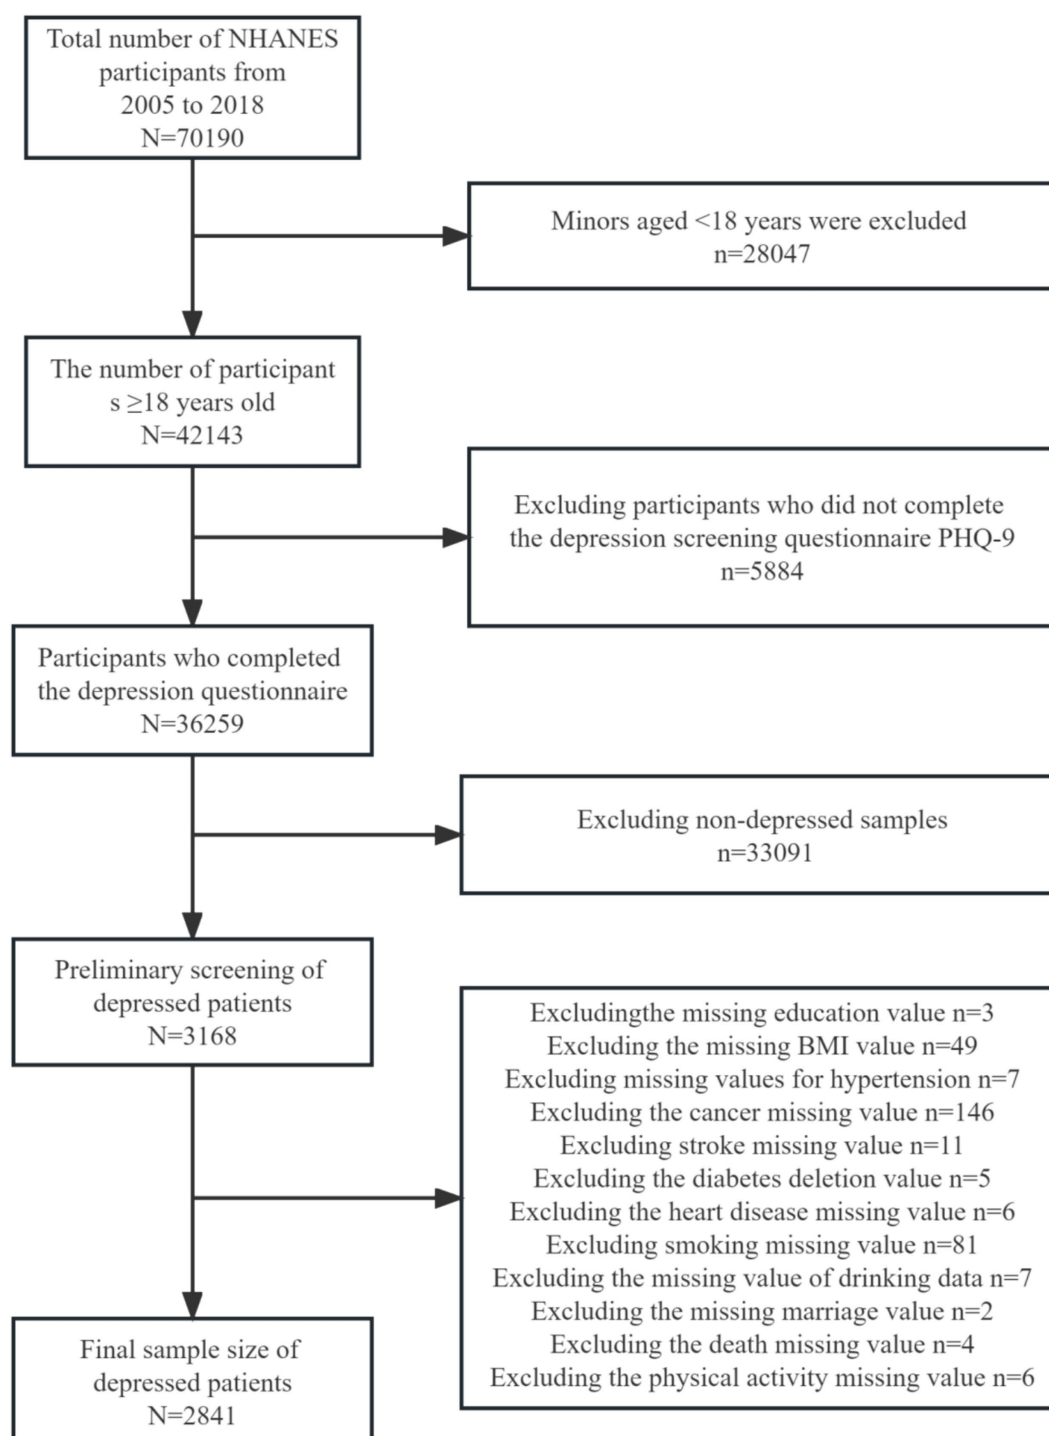 Total number of NHANES
participants from
2005 to 2018
N=70190
Minors aged <18 years were excluded
n=28047
The number of participant
s ≥18 years old
N=42143
Excluding participants who did not complete
the depression screening questionnaire PHQ-9
n=5884
Participants who completed
the depression questionnaire
N=36259
Excluding non-depressed samples
n=33091
Preliminary screening of
depressed patients
N=3168
Excludingthe missing education value n=3
Excluding the missing BMI value n=49
Excluding missing values for hypertension n=7
Excluding the cancer missing value n=146
Excluding stroke missing value n=11
Excluding the diabetes deletion value n=5
Excluding the heart disease missing value n=6
Excluding smoking missing value n=81
Excluding the missing value of drinking data n=7
Excluding the missing marriage value n=2
Excluding the death missing value n=4
Excluding the physical activity missing value n=6
Final sample size of
depressed patients
N=2841